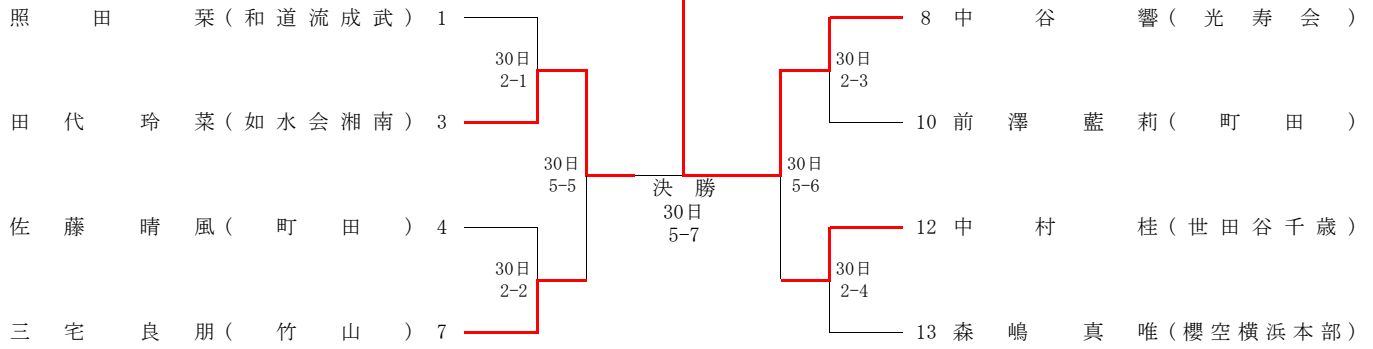 照田 栞(和道流成武) 1
8 中谷 響(光寿会)
30日
2-1
30日
2-3
田代 玲菜(如水会湘南) 3
10 前澤 藍莉(町田)
30日
5-5
30日
5-6
決勝
30日
5-7
佐藤 晴風(町田) 4
12 中村 桂(世田谷千歳)
30日
2-2
30日
2-4
三宅 良朋(竹山) 7
13 森嶋 真唯(櫻空横浜本部)